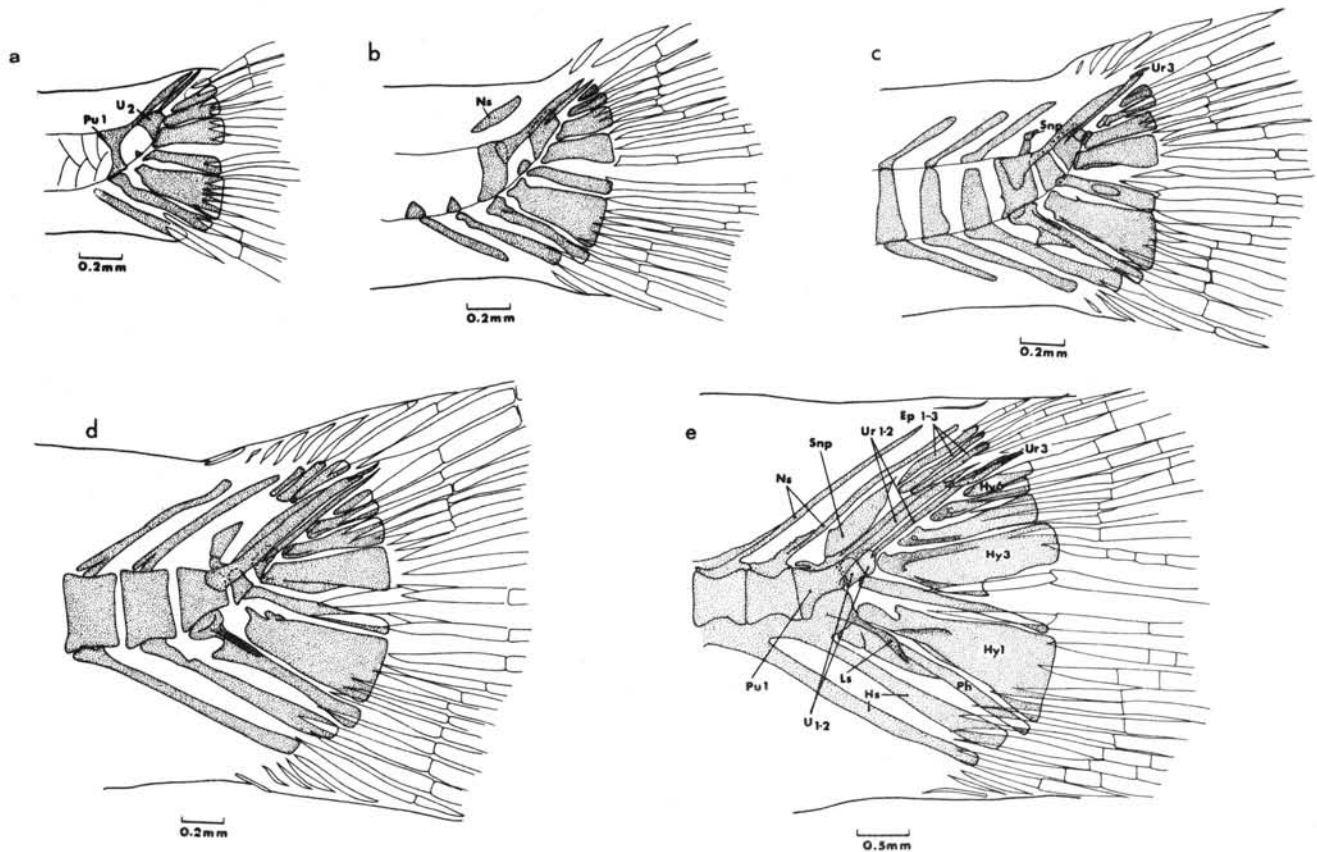 a
U2
Pu1
0.2mm
b
Ns
0.2mm
c
Ur3
Snp
0.2mm
d
0.2mm
e
Ep 1-3
Ur 1-2
Snp
Ur3
Ns
Hy6
Hy3
Hy1
Pu1
Ls
Hs
Ph
U1-2
0.5mm